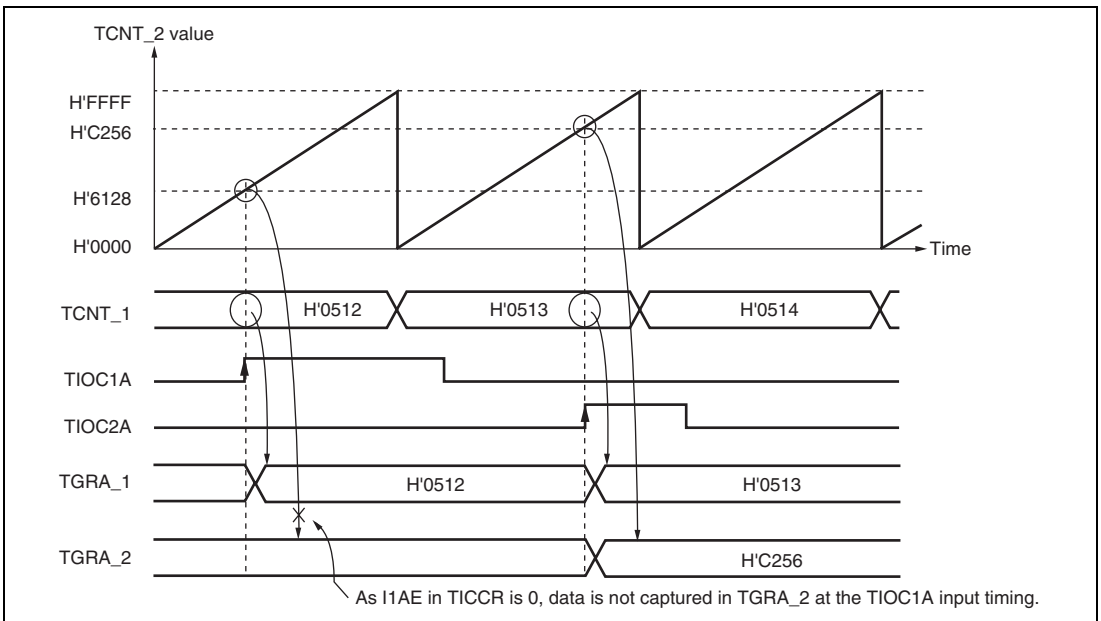 TCNT_2 value
H'FFFF
H'C256
H'6128
H'0000
Time
TCNT_1
H'0512
H'0513
H'0514
TIOC1A
TIOC2A
TGRA_1
H'0512
H'0513
TGRA_2
H'C256
As I1AE in TICCR is 0, data is not captured in TGRA_2 at the TIOC1A input timing.